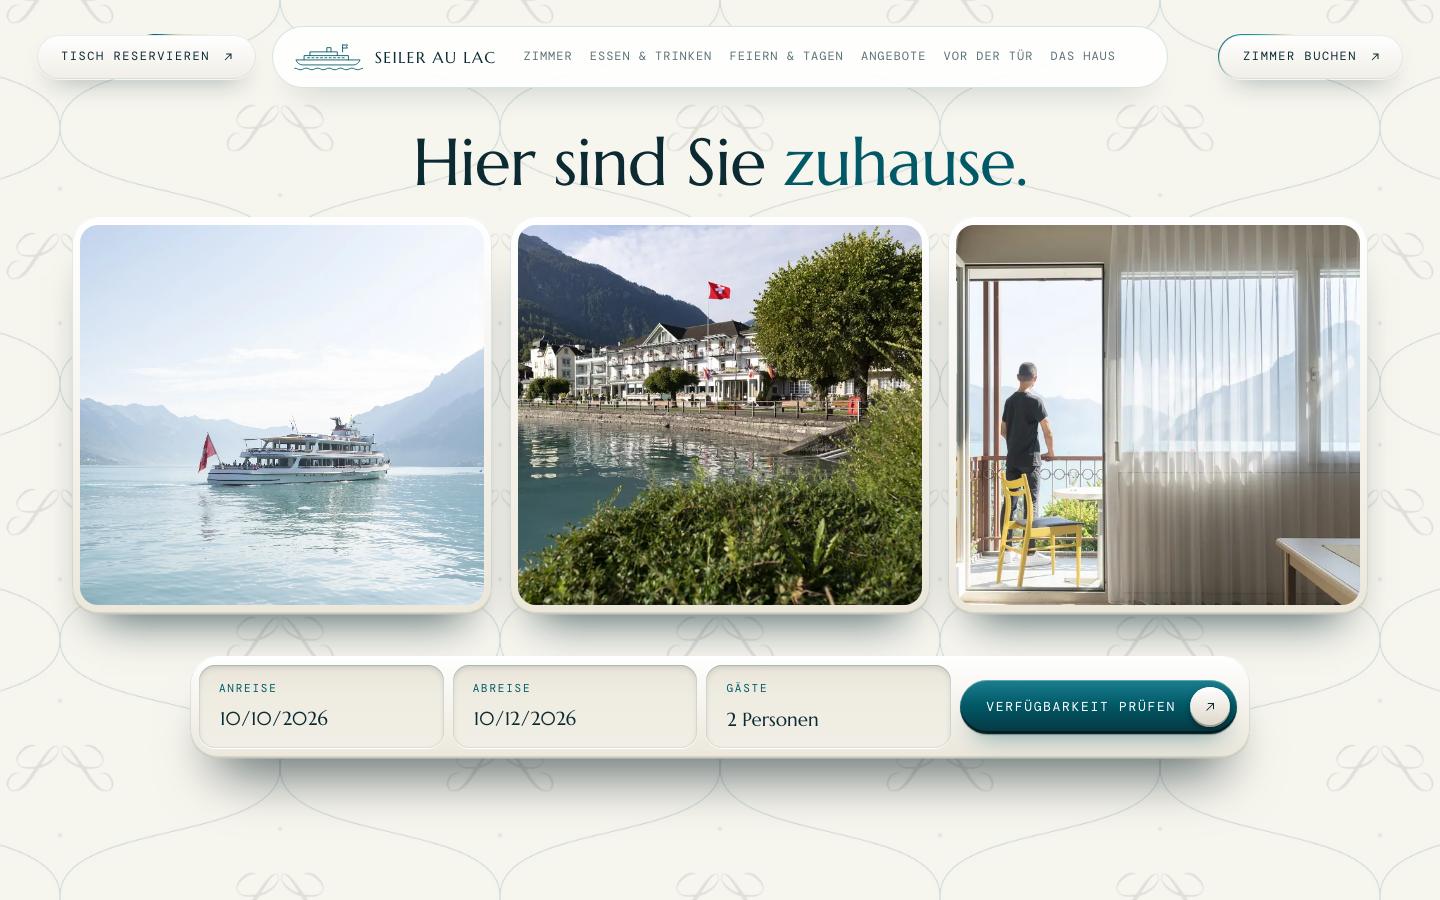 TISCH RESERVIEREN ↗
SEILER AU LAC
ZIMMER ESSEN & TRINKEN FEIERN & TAGEN ANGEBOTE VOR DER TÜR DAS HAUS
ZIMMER BUCHEN ↗
Hier sind Sie zuhause.
ANREISE
10/10/2026
ABREISE
10/12/2026
GÄSTE
2 Personen
VERFÜGBARKEIT PRÜFEN ↗